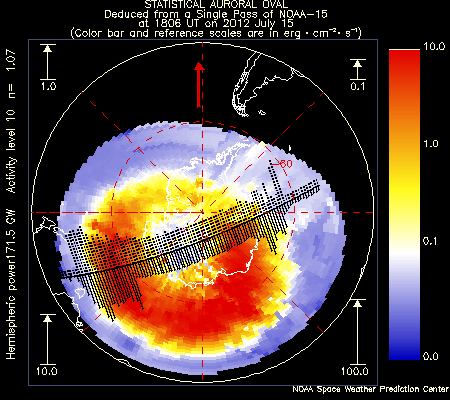 STATISTICAL AURORAL OVAL
Deduced from a Single Pass of NOAA-15
at 1806 UT on 2012 July 15
(Color bar and reference scales are in erg · cm⁻² · s⁻¹)
Hemispheric power171.5 GW Activity level 10 n= 1.07
1.0
0.1
10.0
100.0
-60
10.0
1.0
0.1
0.0
NOAA Space Weather Prediction Center